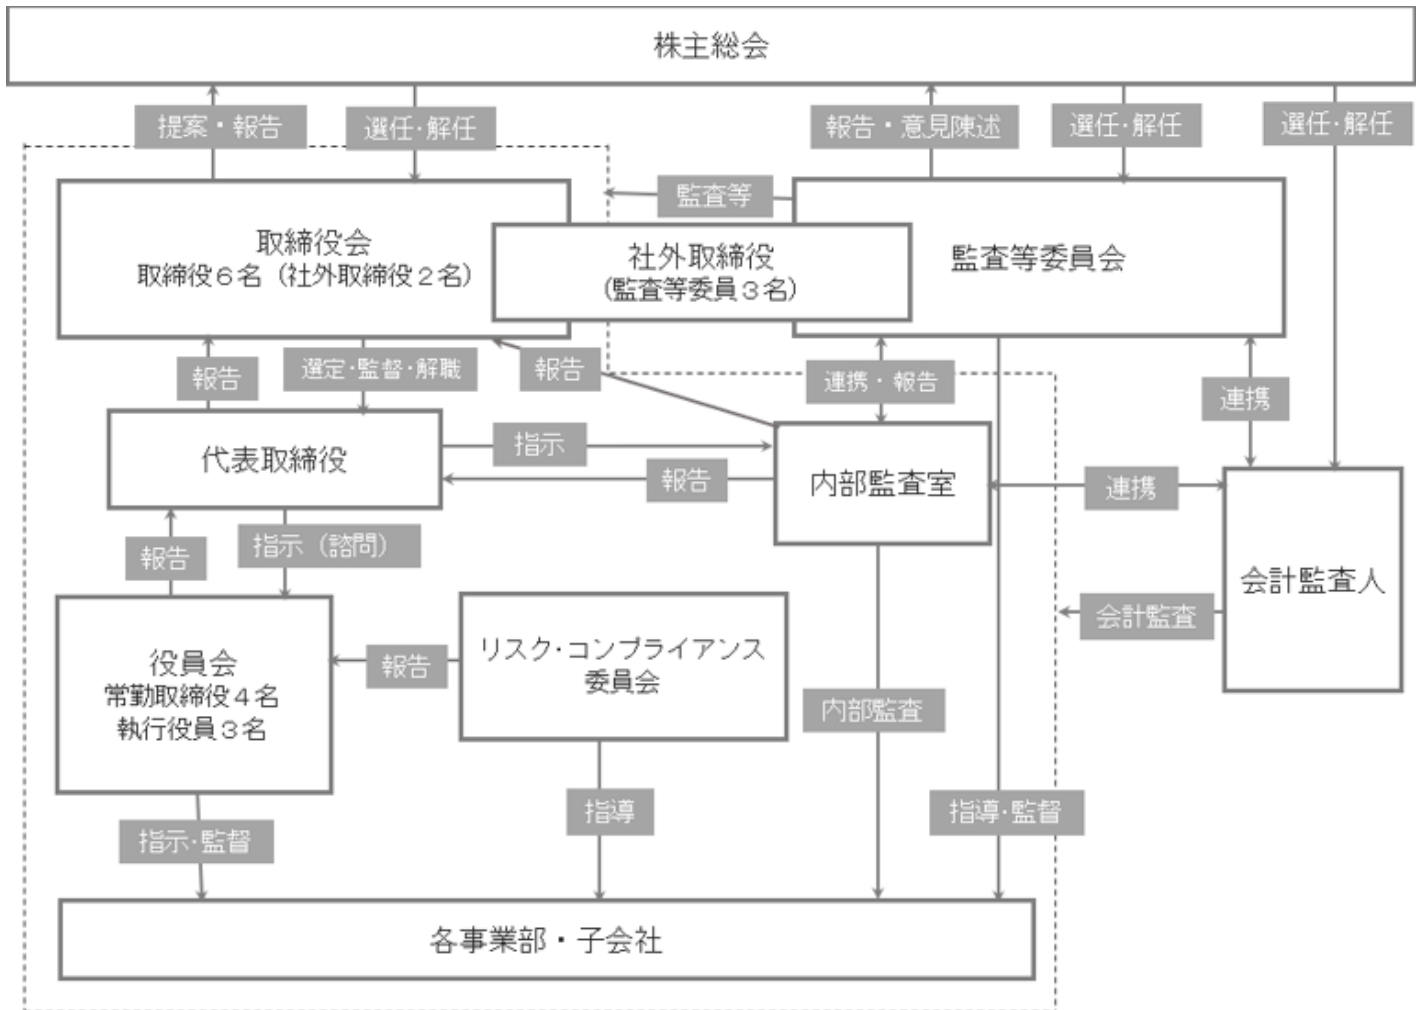 株主総会
提案・報告
選任・解任
報告・意見陳述
選任・解任
選任・解任
監査等
取締役会
取締役６名（社外取締役２名）
社外取締役
（監査等委員３名）
監査等委員会
報告
選定・監督・解職
報告
連携・報告
連携
代表取締役
指示
報告
内部監査室
連携
報告
指示（諮問）
会計監査人
会計監査
役員会
常勤取締役４名
執行役員３名
報告
リスク・コンプライアンス
委員会
内部監査
指示・監督
指導
指導・監督
各事業部・子会社